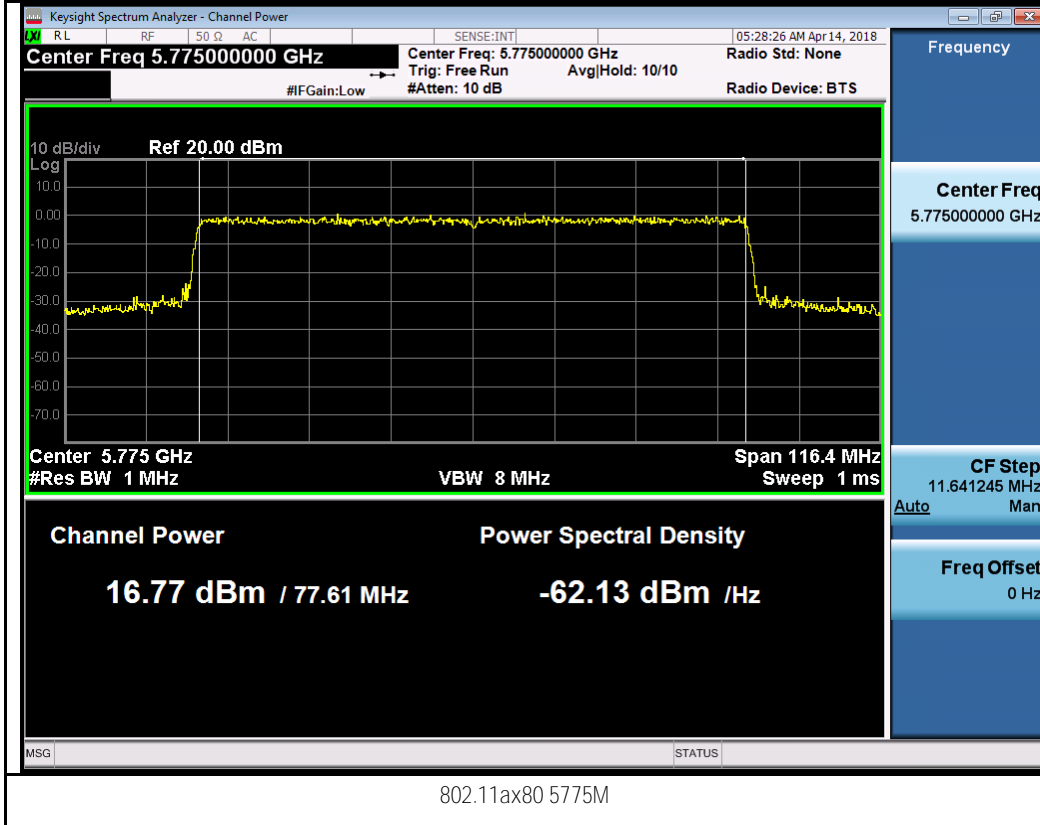 Keysight Spectrum Analyzer - Channel Power
LXI RL RF 50 Ω AC SENSE:INT 05:28:26 AM Apr 14, 2018
Center Freq 5.775000000 GHz
#IFGain:Low
Center Freq: 5.775000000 GHz
Trig: Free Run Avg|Hold: 10/10
#Atten: 10 dB
Radio Std: None
Radio Device: BTS
Frequency
10 dB/div Ref 20.00 dBm
Log
10.0
0.00
-10.0
-20.0
-30.0
-40.0
-50.0
-60.0
-70.0
Center 5.775 GHz Span 116.4 MHz
#Res BW 1 MHz VBW 8 MHz Sweep 1 ms
Center Freq
5.775000000 GHz
CF Step
11.641245 MHz
Auto Man
Freq Offset
0 Hz
Channel Power
16.77 dBm / 77.61 MHz
Power Spectral Density
-62.13 dBm /Hz
MSG STATUS
802.11ax80 5775M